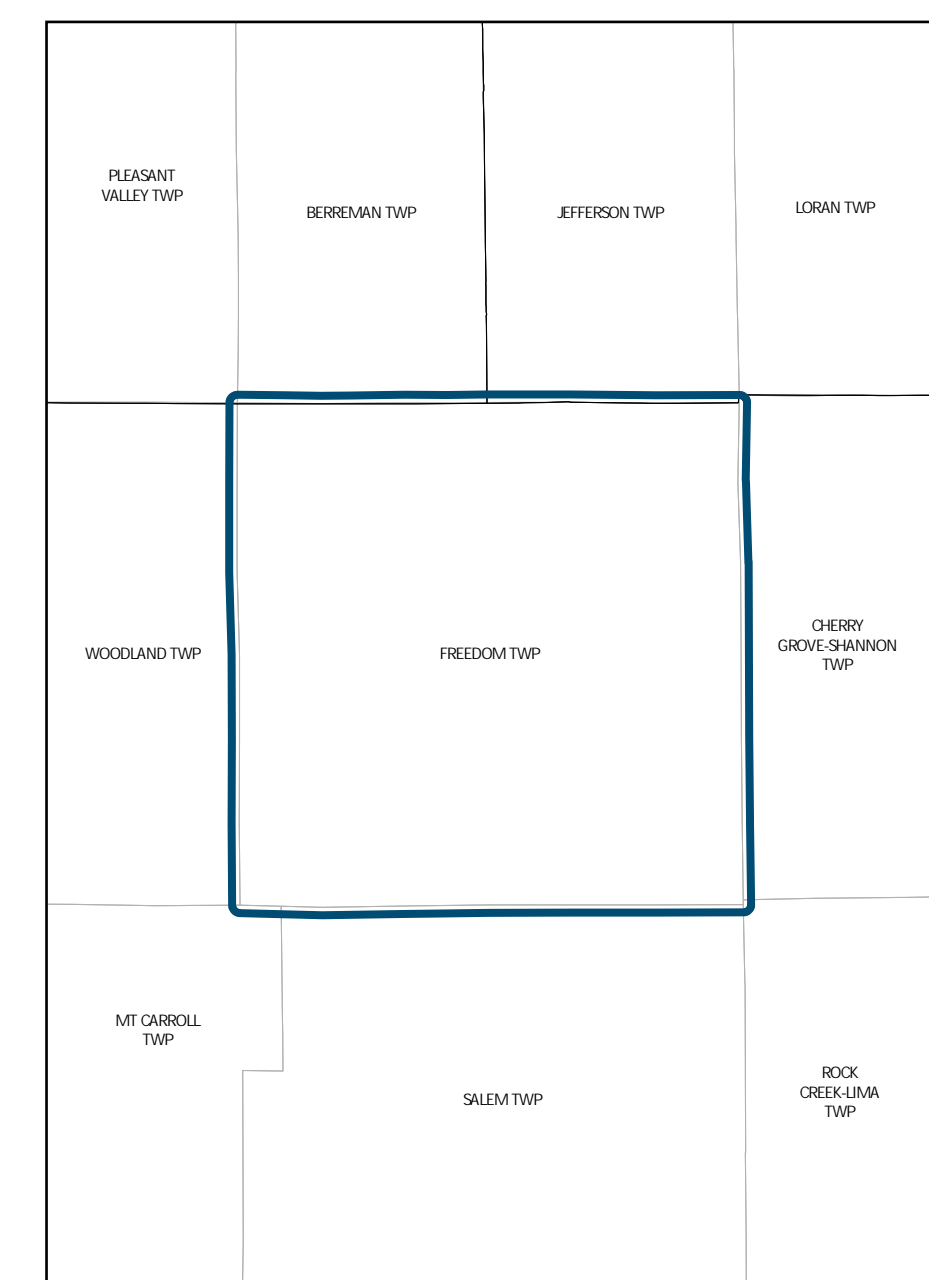 PLEASANT
VALLEY TWP
BERREMAN TWP
JEFFERSON TWP
LORAN TWP
WOODLAND TWP
FREEDOM TWP
CHERRY
GROVE-SHANNON
TWP
MT CARROLL
TWP
SALEM TWP
ROCK
CREEK-LIMA
TWP